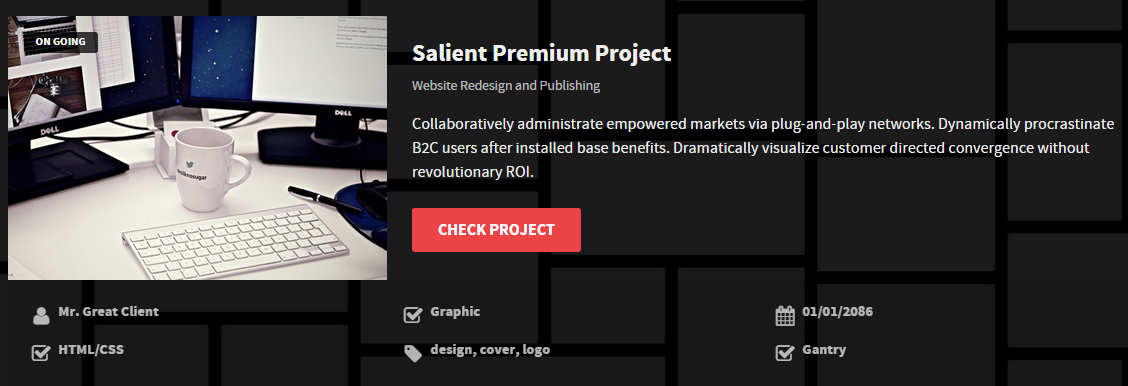 ON GOING
DELL
DELL
Salient Premium Project
Website Redesign and Publishing
Collaboratively administrate empowered markets via plug-and-play networks. Dynamically procrastinate
B2C users after installed base benefits. Dramatically visualize customer directed convergence without
revolutionary ROI.
CHECK PROJECT
Mr. Great Client
Graphic
01/01/2086
HTML/CSS
design, cover, logo
Gantry